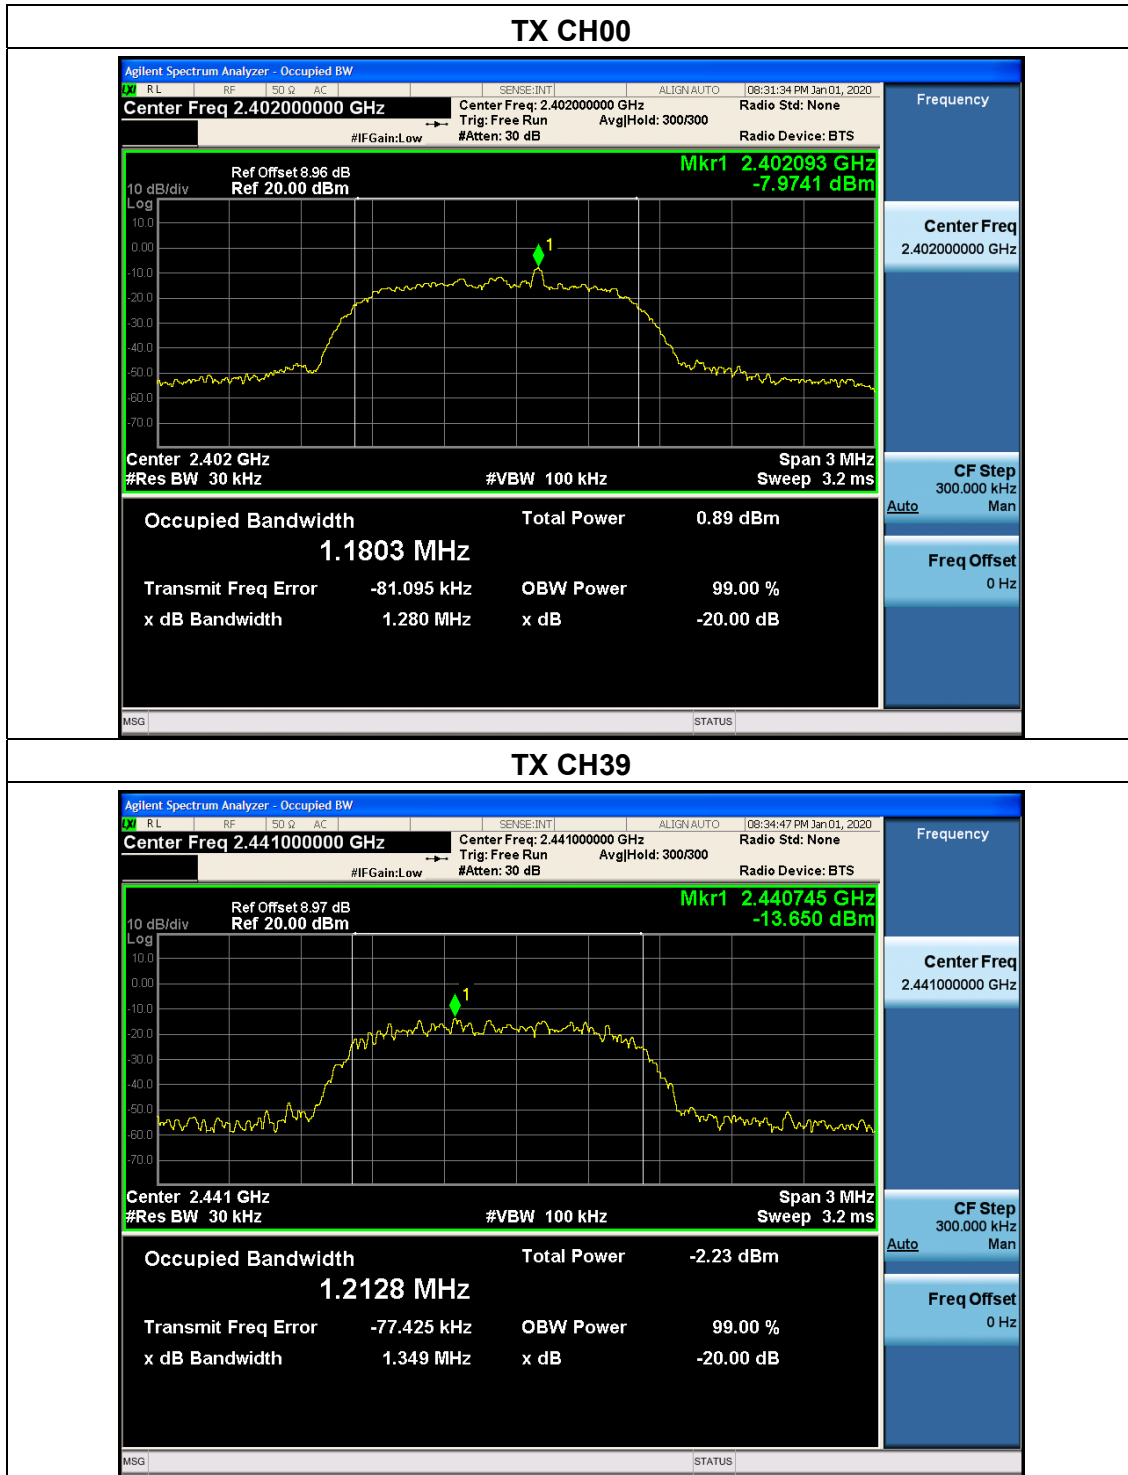 TX CH00
Agilent Spectrum Analyzer - Occupied BW
LXI RL RF 50 Ω AC SENSE:INT ALIGN AUTO 08:31:34 PM Jan 01, 2020
Center Freq 2.402000000 GHz
Center Freq: 2.402000000 GHz Radio Std: None
Trig: Free Run Avg|Hold: 300/300
#IFGain:Low #Atten: 30 dB Radio Device: BTS
Frequency
Mkr1 2.402093 GHz
-7.9741 dBm
Ref Offset 8.96 dB
10 dB/div Ref 20.00 dBm
Log
10.0
0.00
-10.0
-20.0
-30.0
-40.0
-50.0
-60.0
-70.0
1
Center 2.402 GHz Span 3 MHz
#Res BW 30 kHz #VBW 100 kHz Sweep 3.2 ms
Occupied Bandwidth Total Power 0.89 dBm
1.1803 MHz
Transmit Freq Error -81.095 kHz OBW Power 99.00 %
x dB Bandwidth 1.280 MHz x dB -20.00 dB
Center Freq
2.402000000 GHz
CF Step
300.000 kHz
Auto Man
Freq Offset
0 Hz
MSG STATUS
TX CH39
Agilent Spectrum Analyzer - Occupied BW
LXI RL RF 50 Ω AC SENSE:INT ALIGN AUTO 08:34:47 PM Jan 01, 2020
Center Freq 2.441000000 GHz
Center Freq: 2.441000000 GHz Radio Std: None
Trig: Free Run Avg|Hold: 300/300
#IFGain:Low #Atten: 30 dB Radio Device: BTS
Frequency
Mkr1 2.440745 GHz
-13.650 dBm
Ref Offset 8.97 dB
10 dB/div Ref 20.00 dBm
Log
10.0
0.00
-10.0
-20.0
-30.0
-40.0
-50.0
-60.0
-70.0
1
Center 2.441 GHz Span 3 MHz
#Res BW 30 kHz #VBW 100 kHz Sweep 3.2 ms
Occupied Bandwidth Total Power -2.23 dBm
1.2128 MHz
Transmit Freq Error -77.425 kHz OBW Power 99.00 %
x dB Bandwidth 1.349 MHz x dB -20.00 dB
Center Freq
2.441000000 GHz
CF Step
300.000 kHz
Auto Man
Freq Offset
0 Hz
MSG STATUS